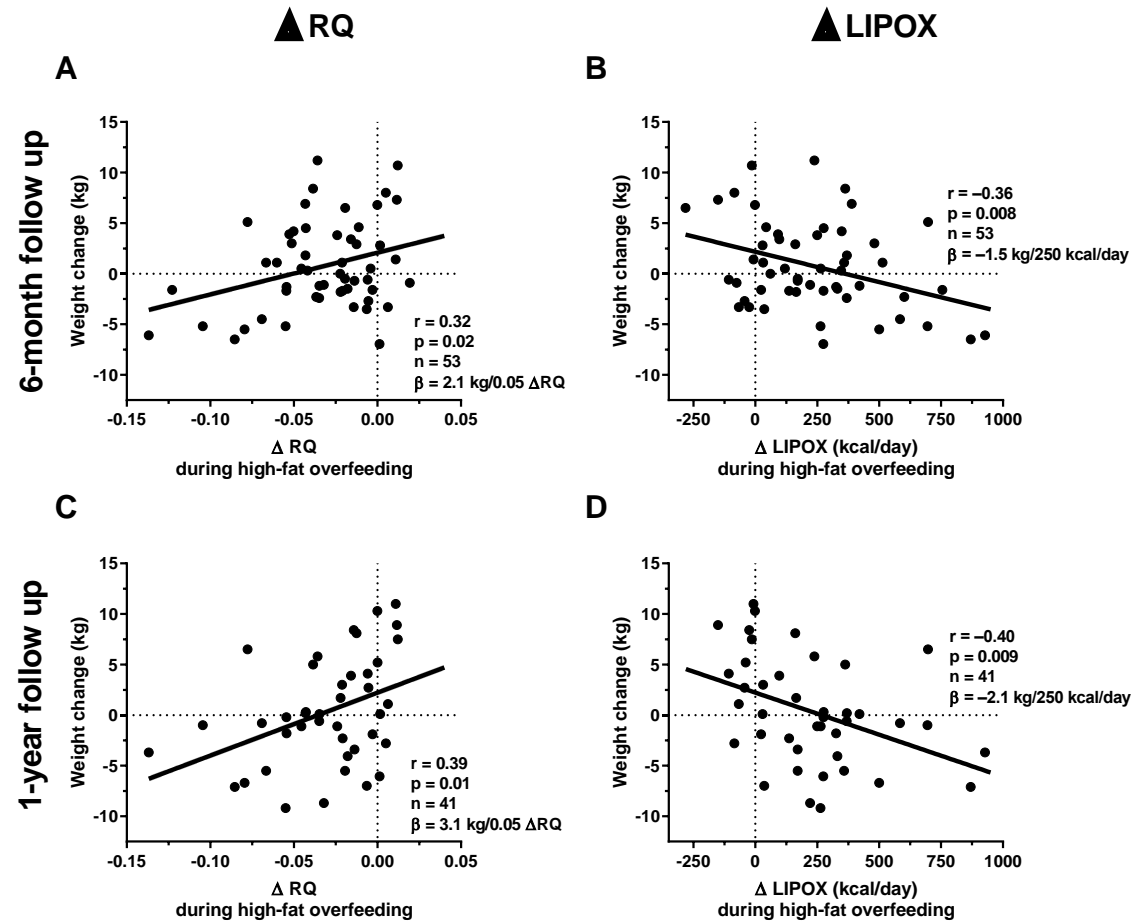 ▲RQ
▲LIPOX
A
B
6-month follow up
Weight change (kg)
15
10
5
0
-5
-10
-0.15
-0.10
-0.05
0.00
0.05
r = 0.32
p = 0.02
n = 53
β = 2.1 kg/0.05 ΔRQ
Δ RQ
during high-fat overfeeding
Weight change (kg)
15
10
5
0
-5
-10
-250
0
250
500
750
1000
r = –0.36
p = 0.008
n = 53
β = –1.5 kg/250 kcal/day
Δ LIPOX (kcal/day)
during high-fat overfeeding
C
D
1-year follow up
Weight change (kg)
15
10
5
0
-5
-10
-0.15
-0.10
-0.05
0.00
0.05
r = 0.39
p = 0.01
n = 41
β = 3.1 kg/0.05 ΔRQ
Δ RQ
during high-fat overfeeding
Weight change (kg)
15
10
5
0
-5
-10
-250
0
250
500
750
1000
r = –0.40
p = 0.009
n = 41
β = –2.1 kg/250 kcal/day
Δ LIPOX (kcal/day)
during high-fat overfeeding